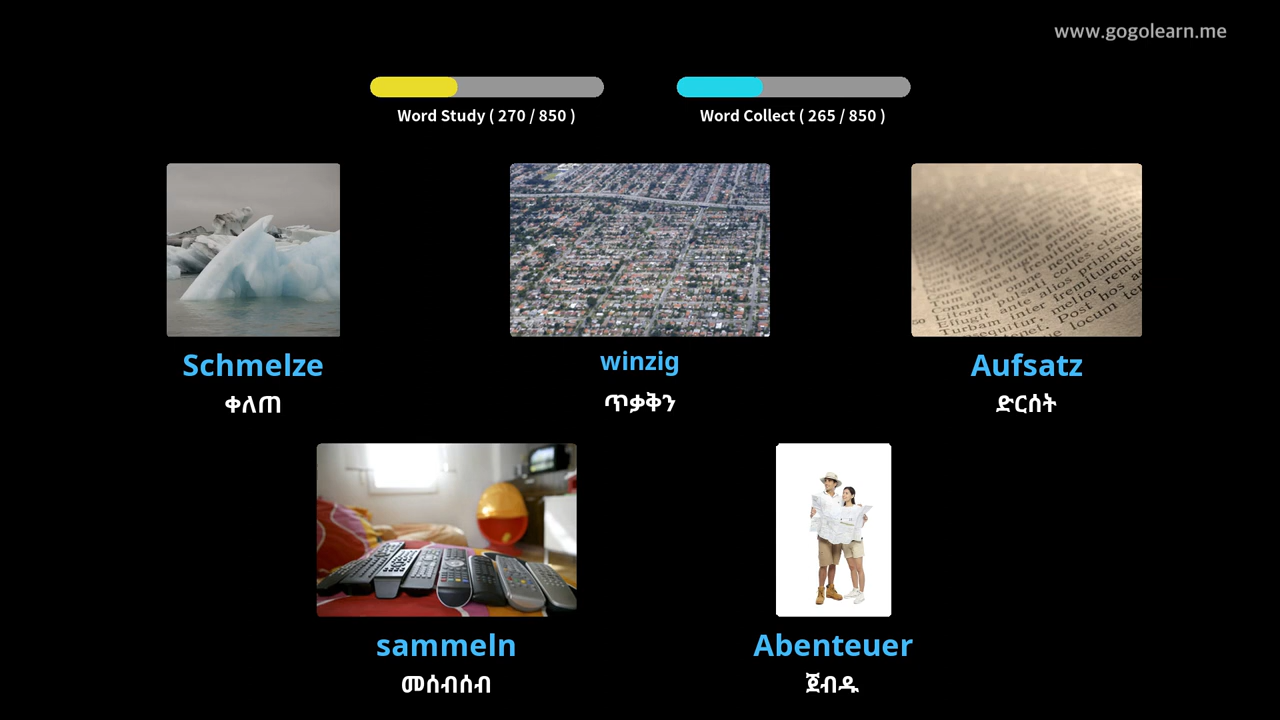 www.gogolearn.me
Word Study ( 270 / 850 )
Word Collect ( 265 / 850 )
Schmelze
ቀለጠ
winzig
ጥቃቅን
Aufsatz
ድርሰት
sammeln
መሰብሰብ
Abenteuer
ጀብዱ